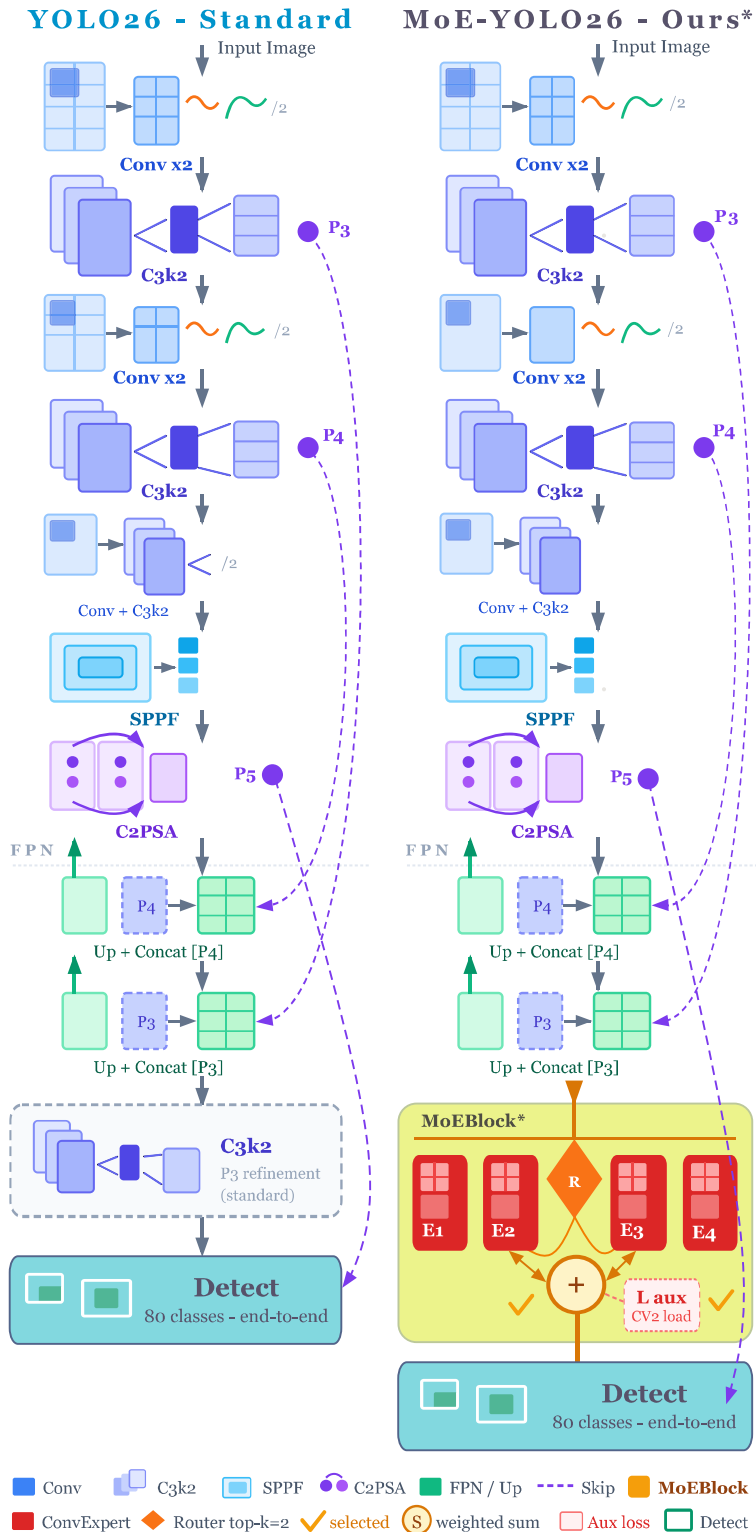 YOLO26 - Standard
Input Image
/2
Conv x2
P3
C3k2
/2
Conv x2
P4
C3k2
/2
Conv + C3k2
SPPF
P5
C2PSA
FPN
P4
Up + Concat [P4]
P3
Up + Concat [P3]
C3k2
P3 refinement
(standard)
Detect
80 classes - end-to-end
MoE-YOLO26 - Ours*
Input Image
/2
Conv x2
P3
C3k2
/2
Conv x2
P4
C3k2
Conv + C3k2
SPPF
P5
C2PSA
FPN
P4
Up + Concat [P4]
P3
Up + Concat [P3]
MoEBlock*
R
E1 E2 E3 E4
+
L aux
CV2 load
Detect
80 classes - end-to-end
Conv C3k2 SPPF C2PSA FPN / Up Skip MoEBlock
ConvExpert Router top-k=2 selected S weighted sum Aux loss Detect